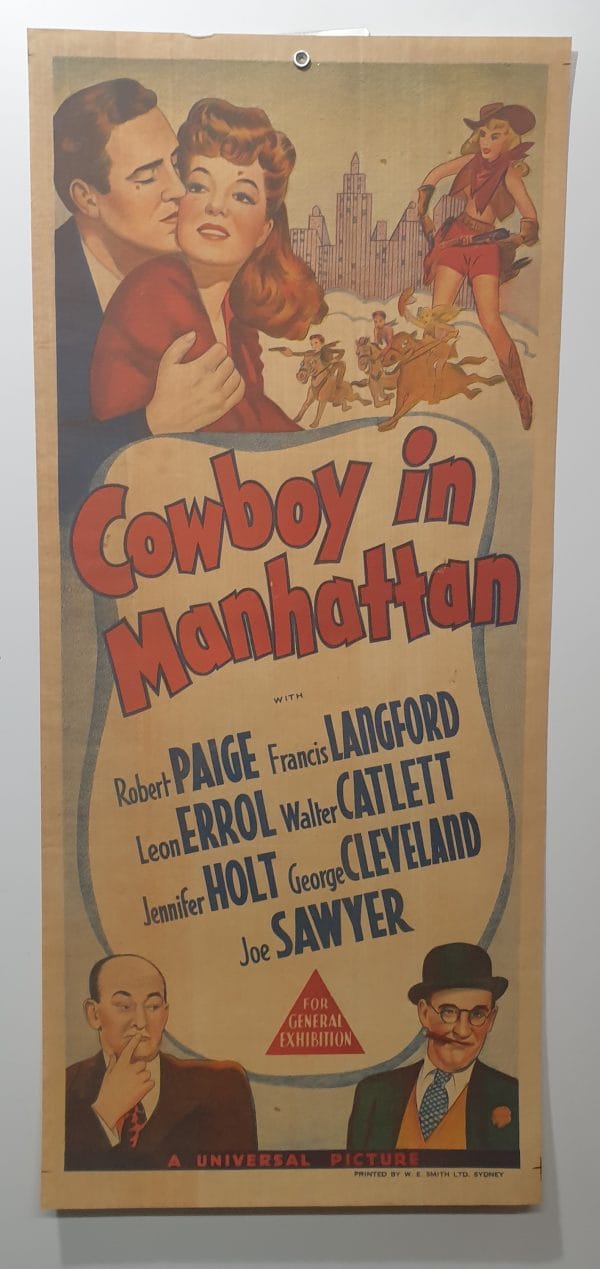 Cowboy in
Manhattan
WITH
Robert PAIGE Francis LANGFORD
Leon ERROL Walter CATLETT
Jennifer HOLT George CLEVELAND
Joe SAWYER
FOR
GENERAL
EXHIBITION
A UNIVERSAL PICTURE
PRINTED BY W. E. SMITH LTD. SYDNEY